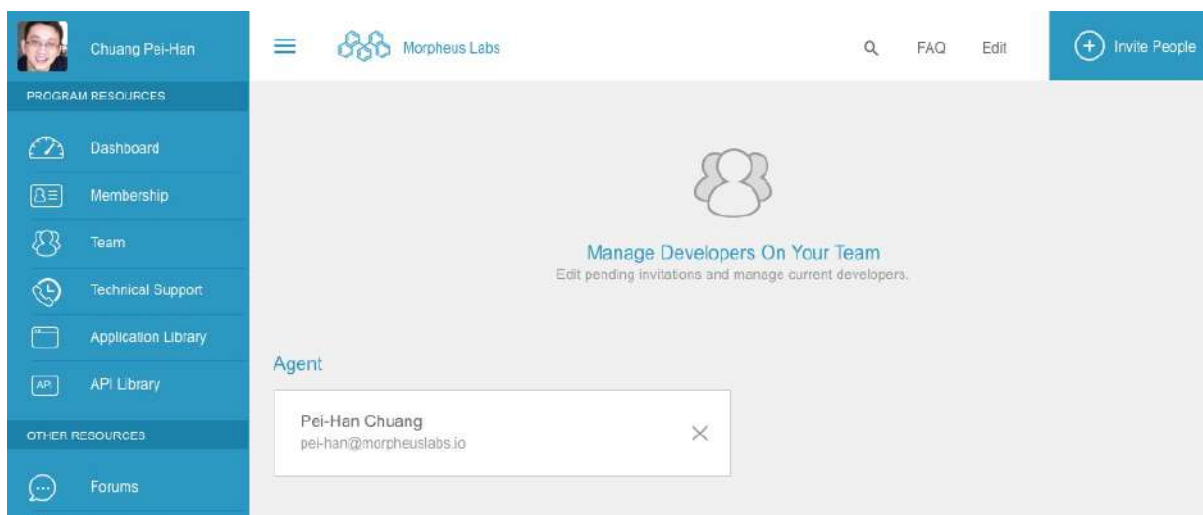 Chuang Pei-Han
Morpheus Labs
FAQ
Edit
Invite People
PROGRAM RESOURCES
Dashboard
Membership
Team
Technical Support
Application Library
API
API Library
OTHER RESOURCES
Forums
Manage Developers On Your Team
Edit pending invitations and manage current developers.
Agent
Pei-Han Chuang
pei-han@morpheuslabs.io